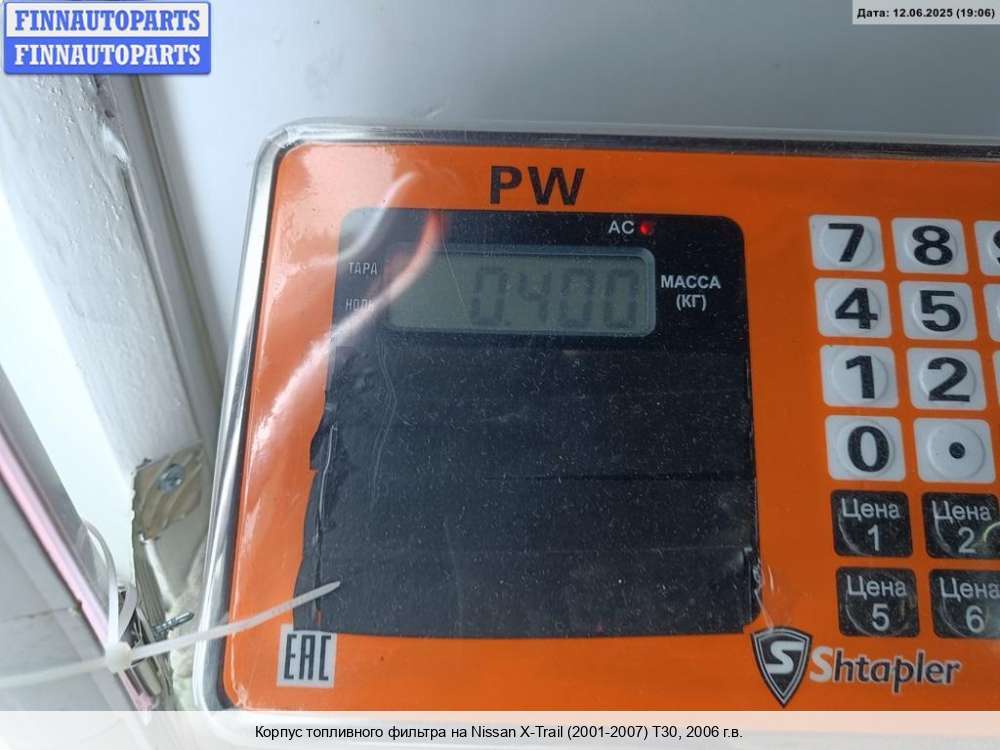 FINNAUTOPARTS
FINNAUTOPARTS
Дата: 12.06.2025 (19:06)
PW
AC
ТАРА
НОЛЬ
0.400
МАССА
(КГ)
7 8
4 5
1 2
0 .
Цена 1
Цена 2
Цена 5
Цена 6
EAC
S Shtapler
Корпус топливного фильтра на Nissan X-Trail (2001-2007) T30, 2006 г.в.